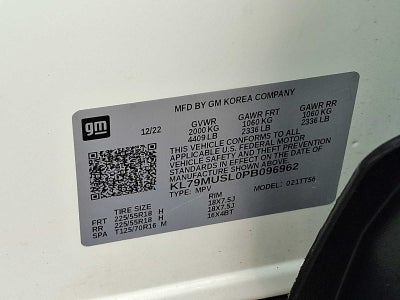 gm
MFD BY GM KOREA COMPANY
12/22 GVWR GAWR FRT GAWR RR
2000 KG 1060 KG 1060 KG
4409 LB 2336 LB 2336 LB
THIS VEHICLE CONFORMS TO ALL
APPLICABLE U.S. FEDERAL MOTOR
VEHICLE SAFETY AND THEFT PREVENTION
STANDARDS IN EFFECT ON THE DATE OF
MANUFACTURE SHOWN ABOVE.
KL79MUSL0PB096962
TYPE: MPV MODEL: 021TT56
TIRE SIZE RIM
FRT 225/55R18 H 18X7.5J
RR 225/55R18 H 18X7.5J
SPA T125/70R16 M 16X4BT